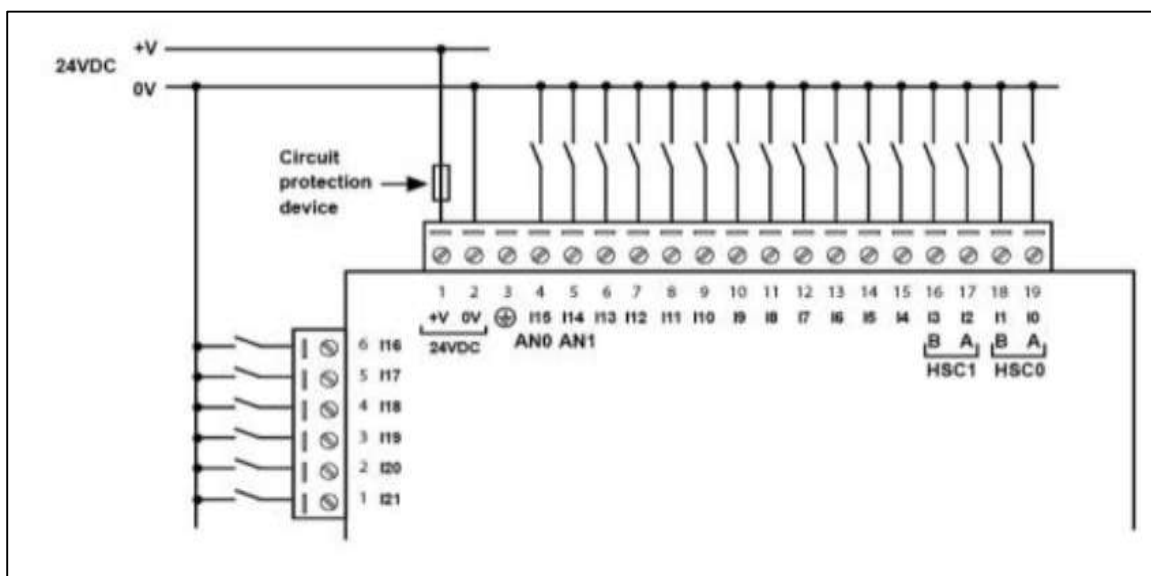 +V
24VDC
0V
Circuit
protection
device
1 2 3 4 5 6 7 8 9 10 11 12 13 14 15 16 17 18 19
+V 0V I15 I14 I13 I12 I11 I10 I9 I8 I7 I6 I5 I4 I3 I2 I1 I0
24VDC AN0 AN1 B A B A
HSC1 HSC0
6 I16
5 I17
4 I18
3 I19
2 I20
1 I21